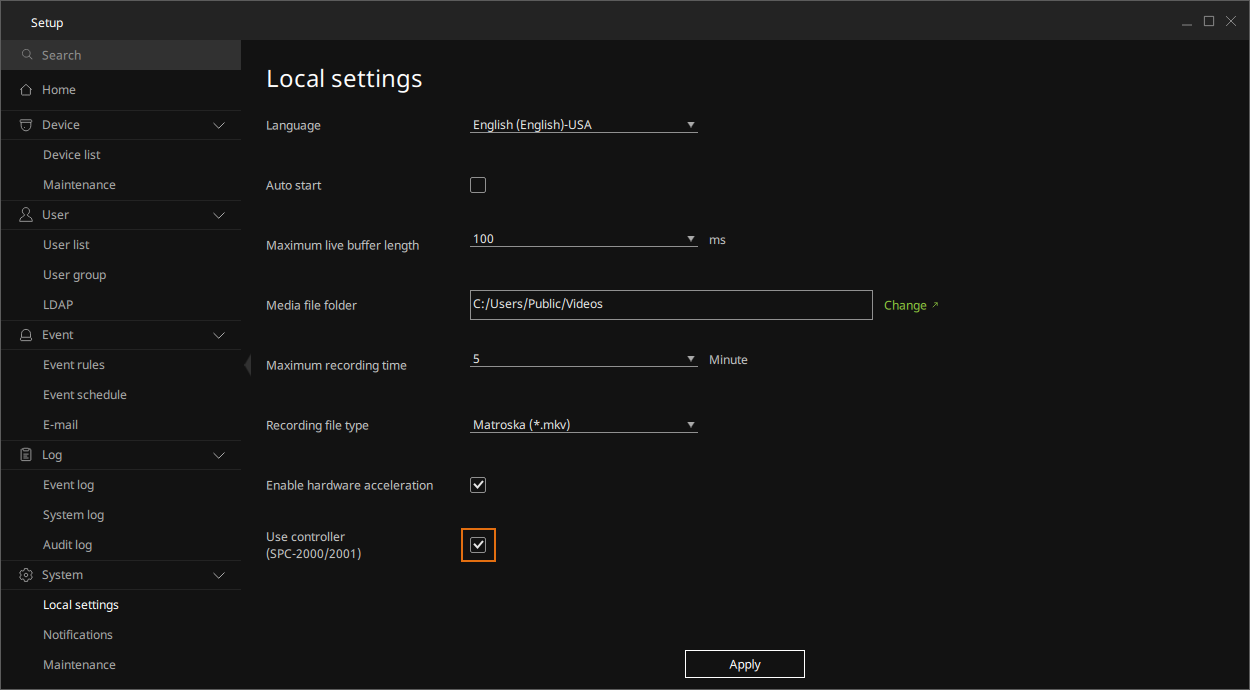 Setup
Search
Home
Device
Device list
Maintenance
User
User list
User group
LDAP
Event
Event rules
Event schedule
E-mail
Log
Event log
System log
Audit log
System
Local settings
Notifications
Maintenance
Local settings
Language English (English)-USA
Auto start
Maximum live buffer length 100 ms
Media file folder C:/Users/Public/Videos Change
Maximum recording time 5 Minute
Recording file type Matroska (*.mkv)
Enable hardware acceleration
Use controller
(SPC-2000/2001)
Apply